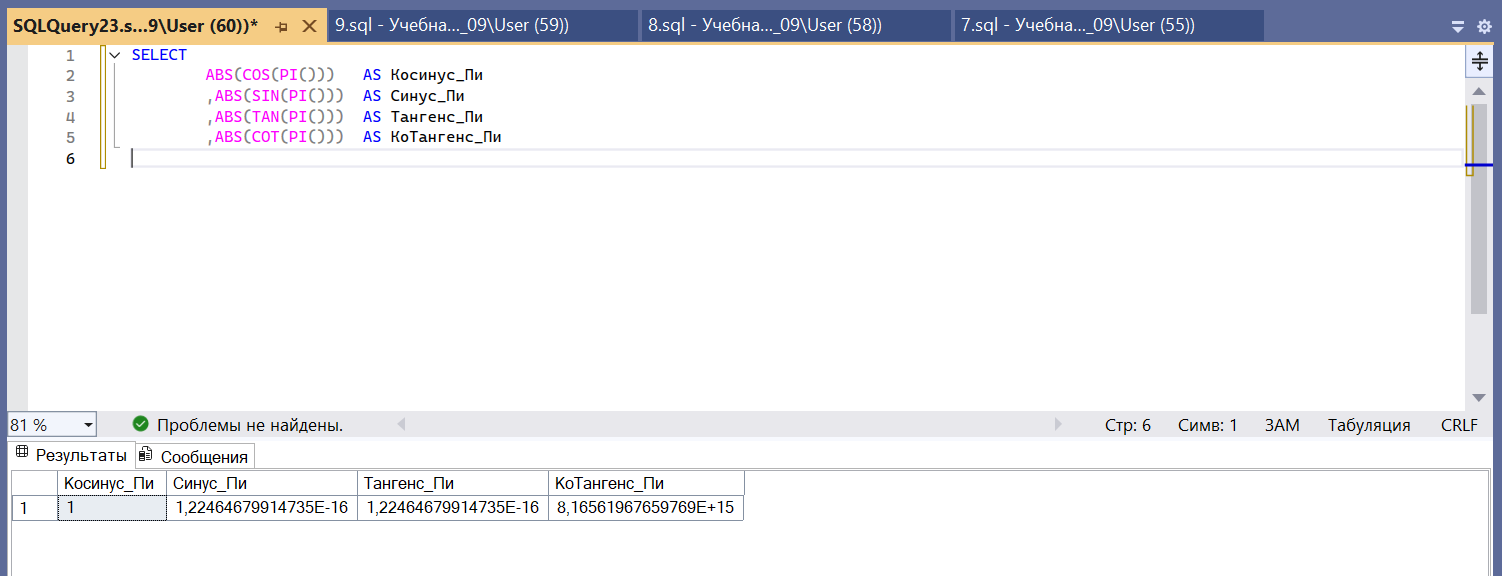 SQLQuery23.s...9\User (60))* 9.sql - Учебна..._09\User (59)) 8.sql - Учебна..._09\User (58)) 7.sql - Учебна..._09\User (55))
1 SELECT
2 ABS(COS(PI())) AS Косинус_Пи
3 ,ABS(SIN(PI())) AS Синус_Пи
4 ,ABS(TAN(PI())) AS Тангенс_Пи
5 ,ABS(COT(PI())) AS КоТангенс_Пи
6
81 % Проблемы не найдены. Стр: 6 Симв: 1 ЗАМ Табуляция CRLF
Результаты Сообщения
Косинус_Пи Синус_Пи Тангенс_Пи КоТангенс_Пи
1 1 1,22464679914735E-16 1,22464679914735E-16 8,16561967659769E+15